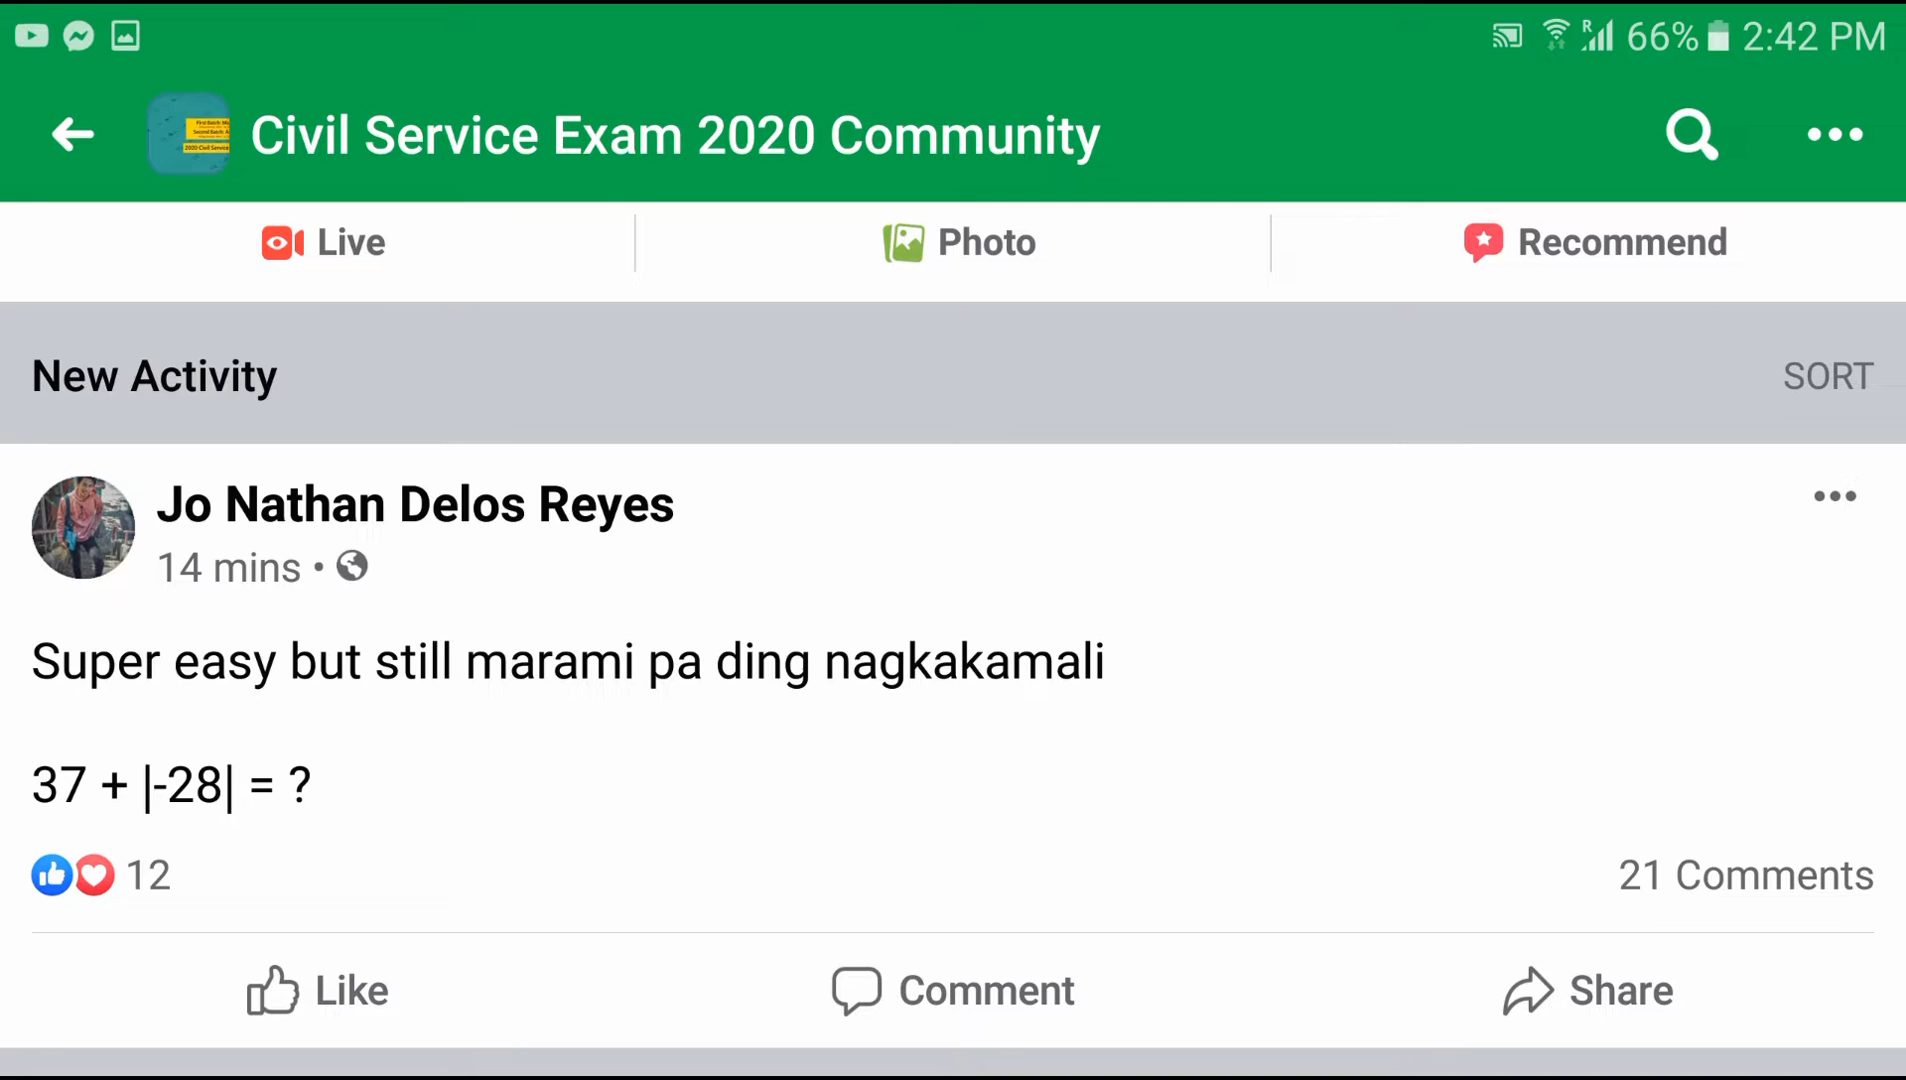 66% 2:42 PM
Civil Service Exam 2020 Community
Live
Photo
Recommend
New Activity
SORT
Jo Nathan Delos Reyes
14 mins •
Super easy but still marami pa ding nagkakamali
37 + |-28| = ?
12
21 Comments
Like
Comment
Share